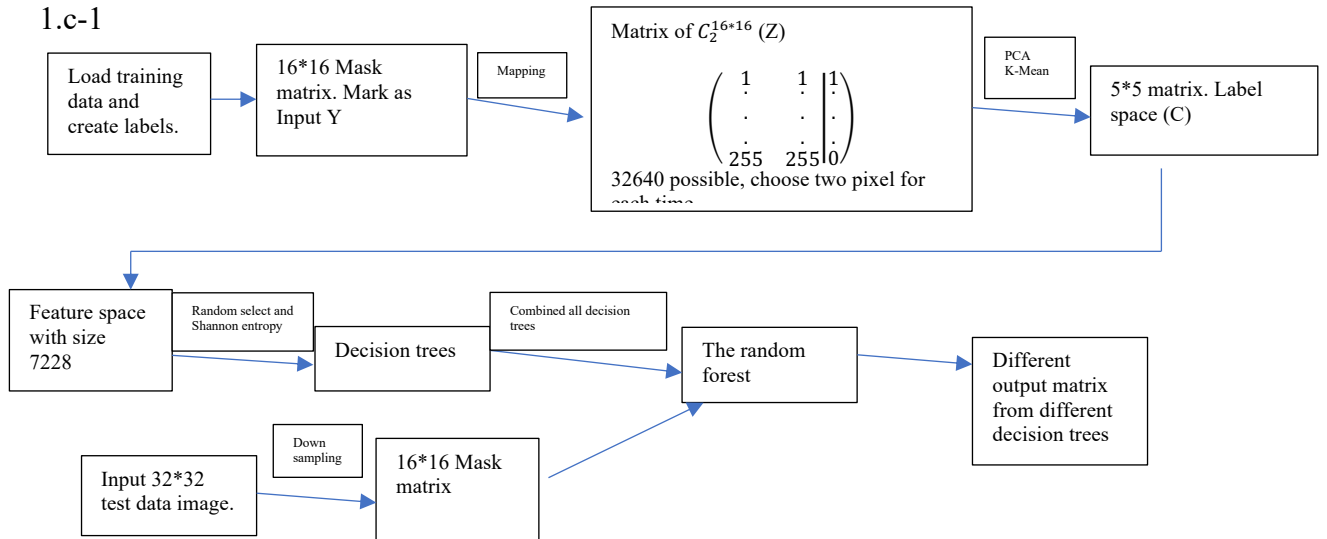 1.c-1
Load training
data and
create labels.
16*16 Mask
matrix. Mark as
Input Y
Mapping
Matrix of C₂¹⁶*¹⁶ (Z)
1 1 1
. . .
. . .
. . .
255 255 0
32640 possible, choose two pixel for
each time
PCA
K-Mean
5*5 matrix. Label
space (C)
Feature space
with size
7228
Random select and
Shannon entropy
Decision trees
Combined all decision
trees
The random
forest
Different
output matrix
from different
decision trees
Input 32*32
test data image.
Down
sampling
16*16 Mask
matrix